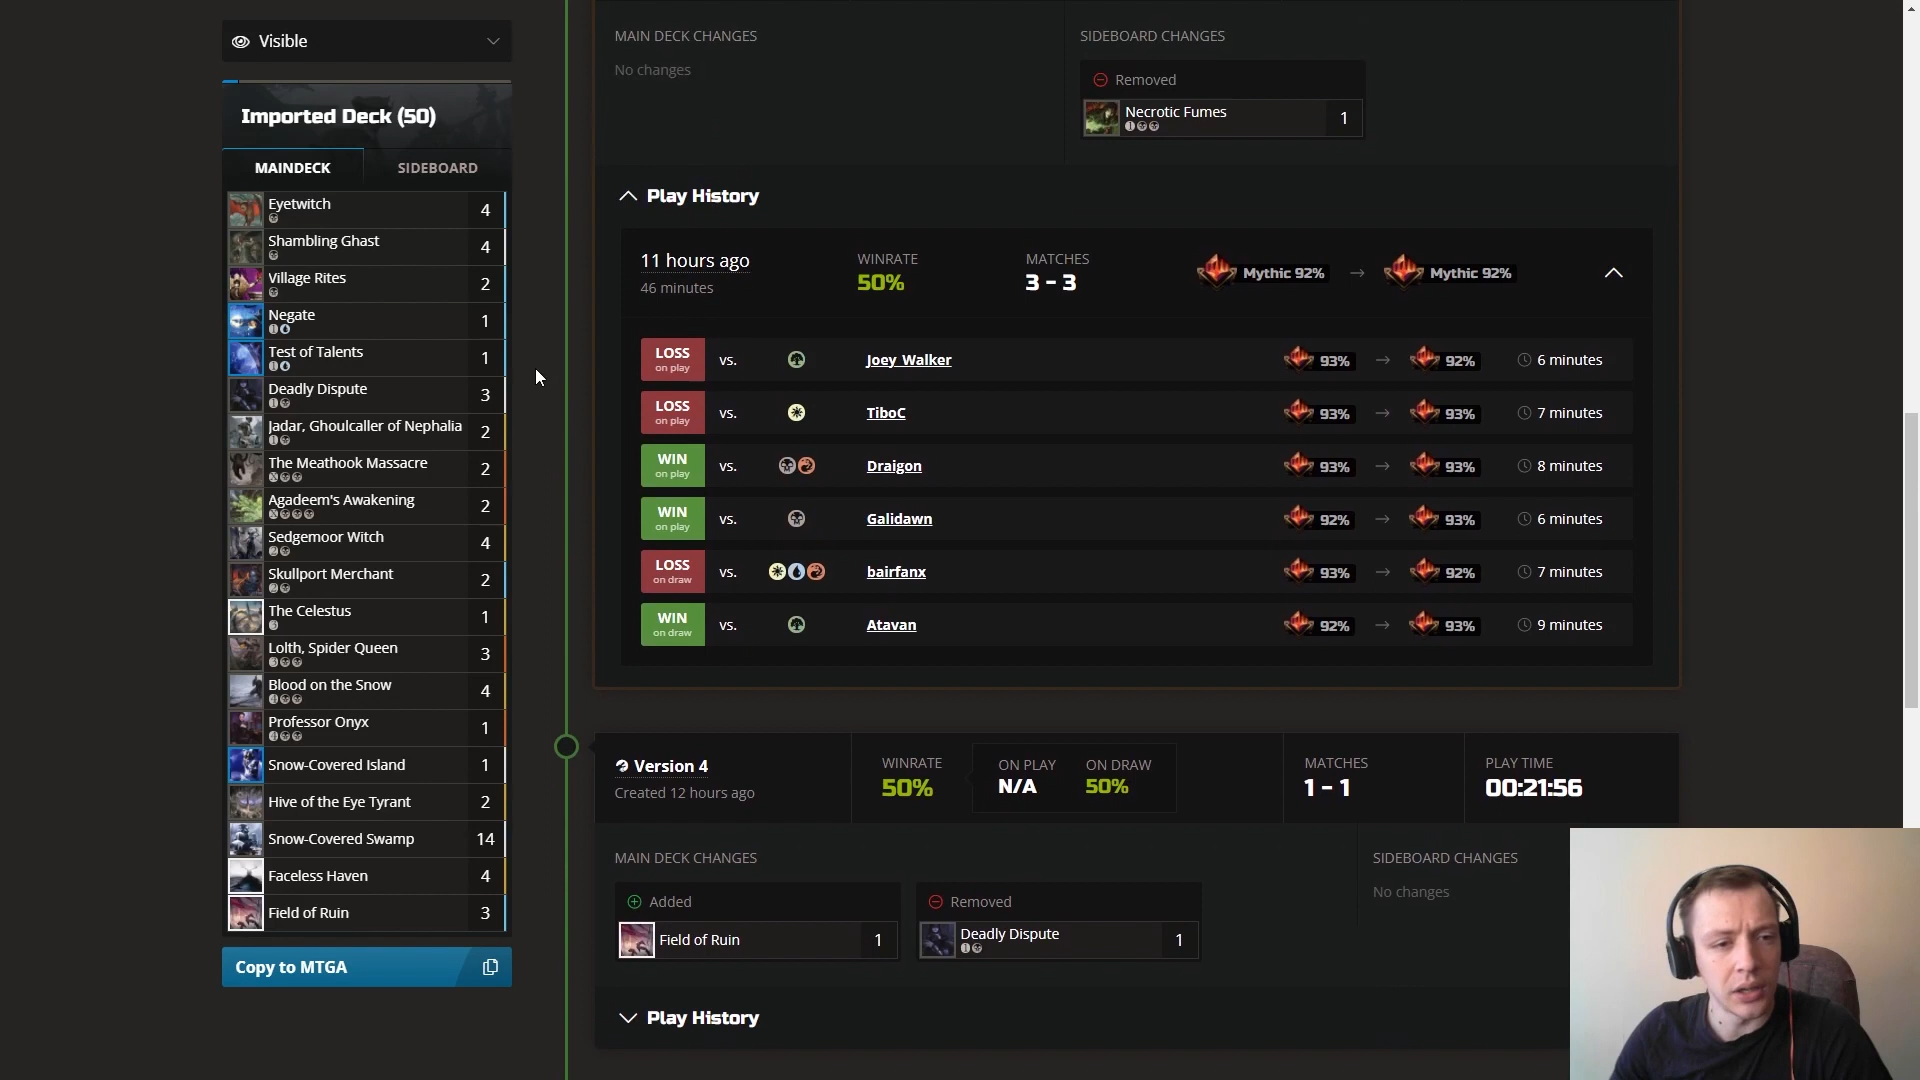 Visible
Imported Deck (50)
MAINDECK
SIDEBOARD
Eyetwitch 4
Shambling Ghast 4
Village Rites 2
Negate 1
Test of Talents 1
Deadly Dispute 3
Jadar, Ghoulcaller of Nephalia 2
The Meathook Massacre 2
Agadeem's Awakening 2
Sedgemoor Witch 4
Skullport Merchant 2
The Celestus 1
Lolth, Spider Queen 3
Blood on the Snow 4
Professor Onyx 1
Snow-Covered Island 1
Hive of the Eye Tyrant 2
Snow-Covered Swamp 14
Faceless Haven 4
Field of Ruin 3
Copy to MTGA
MAIN DECK CHANGES
No changes
SIDEBOARD CHANGES
Removed
Necrotic Fumes 1
Play History
11 hours ago
46 minutes
WINRATE
50%
MATCHES
3 - 3
Mythic 92% → Mythic 92%
LOSS on play vs. Joey Walker 93% → 92% 6 minutes
LOSS on play vs. TiboC 93% → 93% 7 minutes
WIN on play vs. Draigon 93% → 93% 8 minutes
WIN on play vs. Galidawn 92% → 93% 6 minutes
LOSS on draw vs. bairfanx 93% → 92% 7 minutes
WIN on draw vs. Atavan 92% → 93% 9 minutes
Version 4
Created 12 hours ago
WINRATE
50%
ON PLAY
N/A
ON DRAW
50%
MATCHES
1 - 1
PLAY TIME
00:21:56
MAIN DECK CHANGES
Added
Field of Ruin 1
Removed
Deadly Dispute 1
SIDEBOARD CHANGES
No changes
Play History